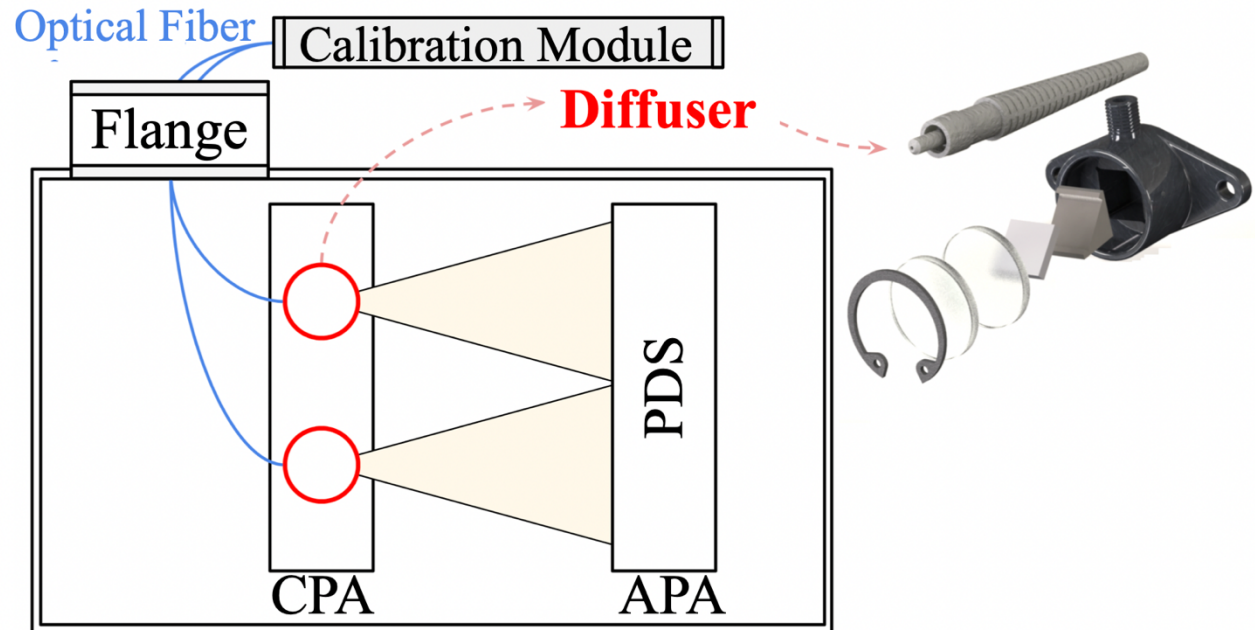 Optical Fiber
Calibration Module
Flange
Diffuser
PDS
CPA
APA